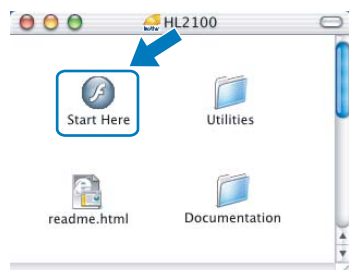 HL2100
Start Here
Utilities
readme.html
Documentation